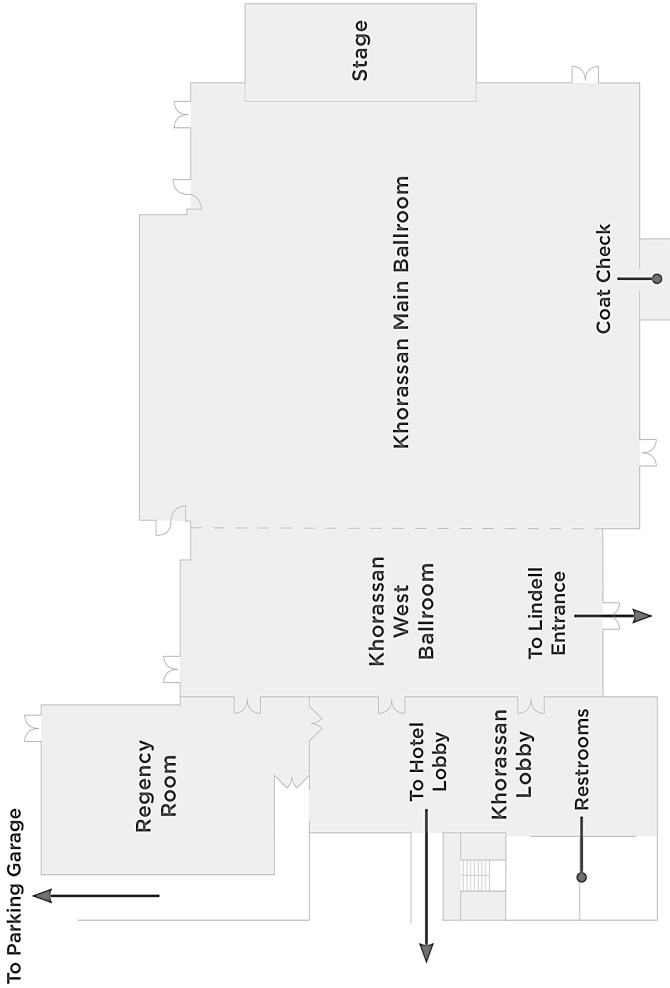 Stage
Khorassan Main Ballroom
Coat Check
Khorassan
West
Ballroom
To Lindell
Entrance
Regency
Room
To Hotel
Lobby
Khorassan
Lobby
Restrooms
To Parking Garage